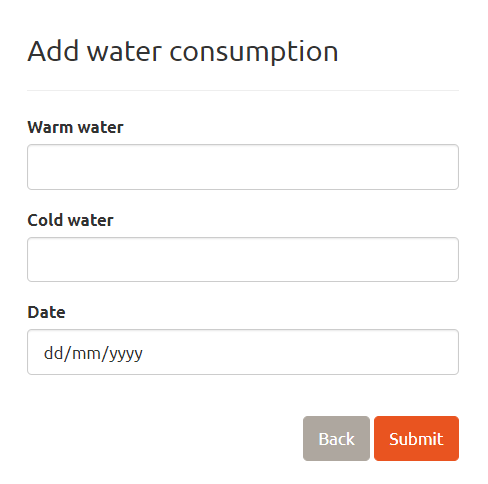 Add water consumption
Warm water
Cold water
Date
dd/mm/yyyy
Back Submit